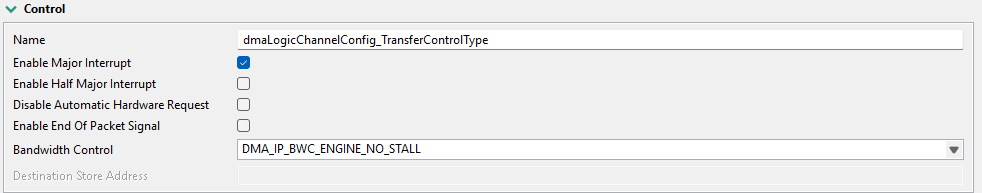 Control
Name dmaLogicChannelConfig_TransferControlType
Enable Major Interrupt
Enable Half Major Interrupt
Disable Automatic Hardware Request
Enable End Of Packet Signal
Bandwidth Control DMA_IP_BWC_ENGINE_NO_STALL
Destination Store Address